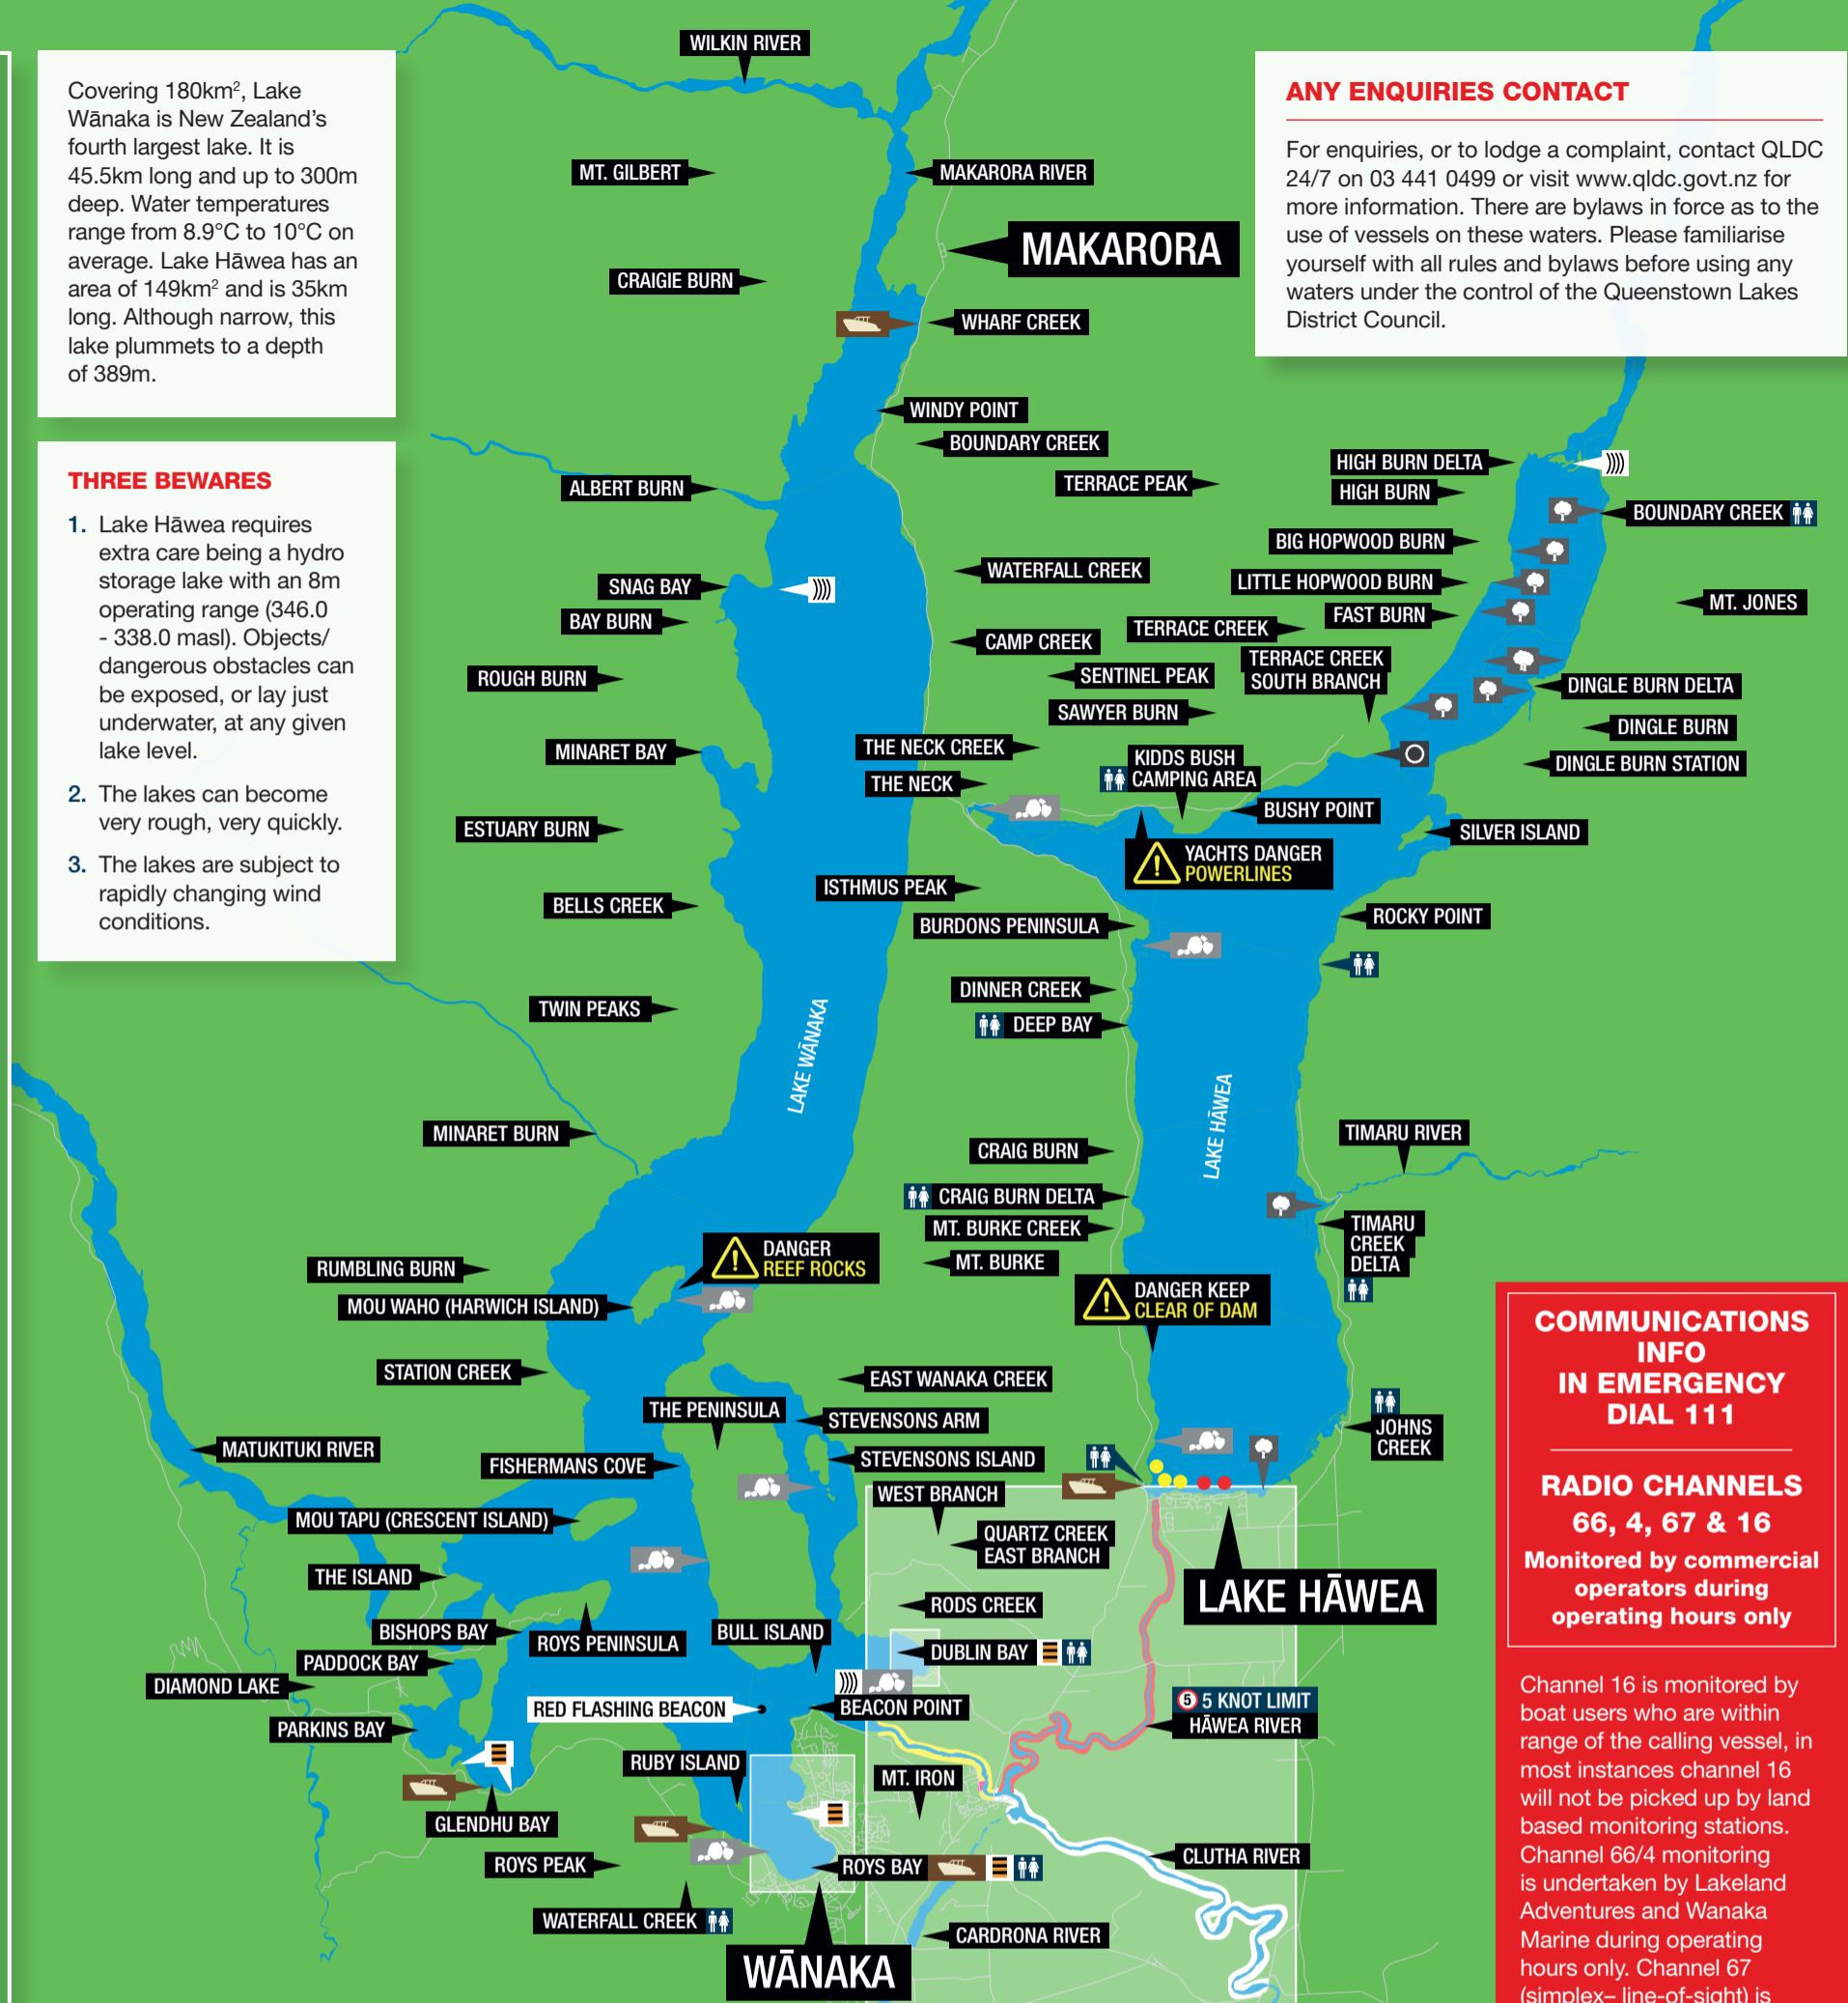 Covering 180km², Lake
Wānaka is New Zealand's
fourth largest lake. It is
45.5km long and up to 300m
deep. Water temperatures
range from 8.9°C to 10°C on
average. Lake Hāwea has an
area of 149km² and is 35km
long. Although narrow, this
lake plummets to a depth
of 389m.
THREE BEWARES
1. Lake Hāwea requires
extra care being a hydro
storage lake with an 8m
operating range (346.0
- 338.0 masl). Objects/
dangerous obstacles can
be exposed, or lay just
underwater, at any given
lake level.
2. The lakes can become
very rough, very quickly.
3. The lakes are subject to
rapidly changing wind
conditions.
ANY ENQUIRIES CONTACT
For enquiries, or to lodge a complaint, contact QLDC
24/7 on 03 441 0499 or visit www.qldc.govt.nz for
more information. There are bylaws in force as to the
use of vessels on these waters. Please familiarise
yourself with all rules and bylaws before using any
waters under the control of the Queenstown Lakes
District Council.
WILKIN RIVER
MT. GILBERT
MAKARORA RIVER
MAKARORA
CRAIGIE BURN
WHARF CREEK
WINDY POINT
BOUNDARY CREEK
TERRACE PEAK
HIGH BURN DELTA
HIGH BURN
ALBERT BURN
BOUNDARY CREEK
BIG HOPWOOD BURN
WATERFALL CREEK
LITTLE HOPWOOD BURN
SNAG BAY
MT. JONES
BAY BURN
FAST BURN
TERRACE CREEK
CAMP CREEK
TERRACE CREEK
SOUTH BRANCH
ROUGH BURN
SENTINEL PEAK
DINGLE BURN DELTA
SAWYER BURN
DINGLE BURN
MINARET BAY
THE NECK CREEK
KIDDS BUSH
CAMPING AREA
DINGLE BURN STATION
THE NECK
BUSHY POINT
ESTUARY BURN
SILVER ISLAND
YACHTS DANGER
POWERLINES
ISTHMUS PEAK
BELLS CREEK
BURDONS PENINSULA
ROCKY POINT
DINNER CREEK
TWIN PEAKS
DEEP BAY
LAKE WĀNAKA
LAKE HĀWEA
MINARET BURN
TIMARU RIVER
CRAIG BURN
CRAIG BURN DELTA
MT. BURKE CREEK
TIMARU
CREEK
DELTA
DANGER
REEF ROCKS
MT. BURKE
RUMBLING BURN
MOU WAHO (HARWICH ISLAND)
DANGER KEEP
CLEAR OF DAM
STATION CREEK
EAST WANAKA CREEK
THE PENINSULA
STEVENSONS ARM
JOHNS
CREEK
MATUKITUKI RIVER
FISHERMANS COVE
STEVENSONS ISLAND
WEST BRANCH
MOU TAPU (CRESCENT ISLAND)
QUARTZ CREEK
EAST BRANCH
THE ISLAND
LAKE HĀWEA
RODS CREEK
BISHOPS BAY
ROYS PENINSULA
BULL ISLAND
DUBLIN BAY
PADDOCK BAY
DIAMOND LAKE
RED FLASHING BEACON
BEACON POINT
5 5 KNOT LIMIT
HĀWEA RIVER
PARKINS BAY
RUBY ISLAND
MT. IRON
GLENDHU BAY
CLUTHA RIVER
ROYS PEAK
ROYS BAY
WATERFALL CREEK
CARDRONA RIVER
WĀNAKA
COMMUNICATIONS
INFO
IN EMERGENCY
DIAL 111
RADIO CHANNELS
66, 4, 67 & 16
Monitored by commercial
operators during
operating hours only
Channel 16 is monitored by
boat users who are within
range of the calling vessel, in
most instances channel 16
will not be picked up by land
based monitoring stations.
Channel 66/4 monitoring
is undertaken by Lakeland
Adventures and Wanaka
Marine during operating
hours only. Channel 67
(simplex– line-of-sight) is